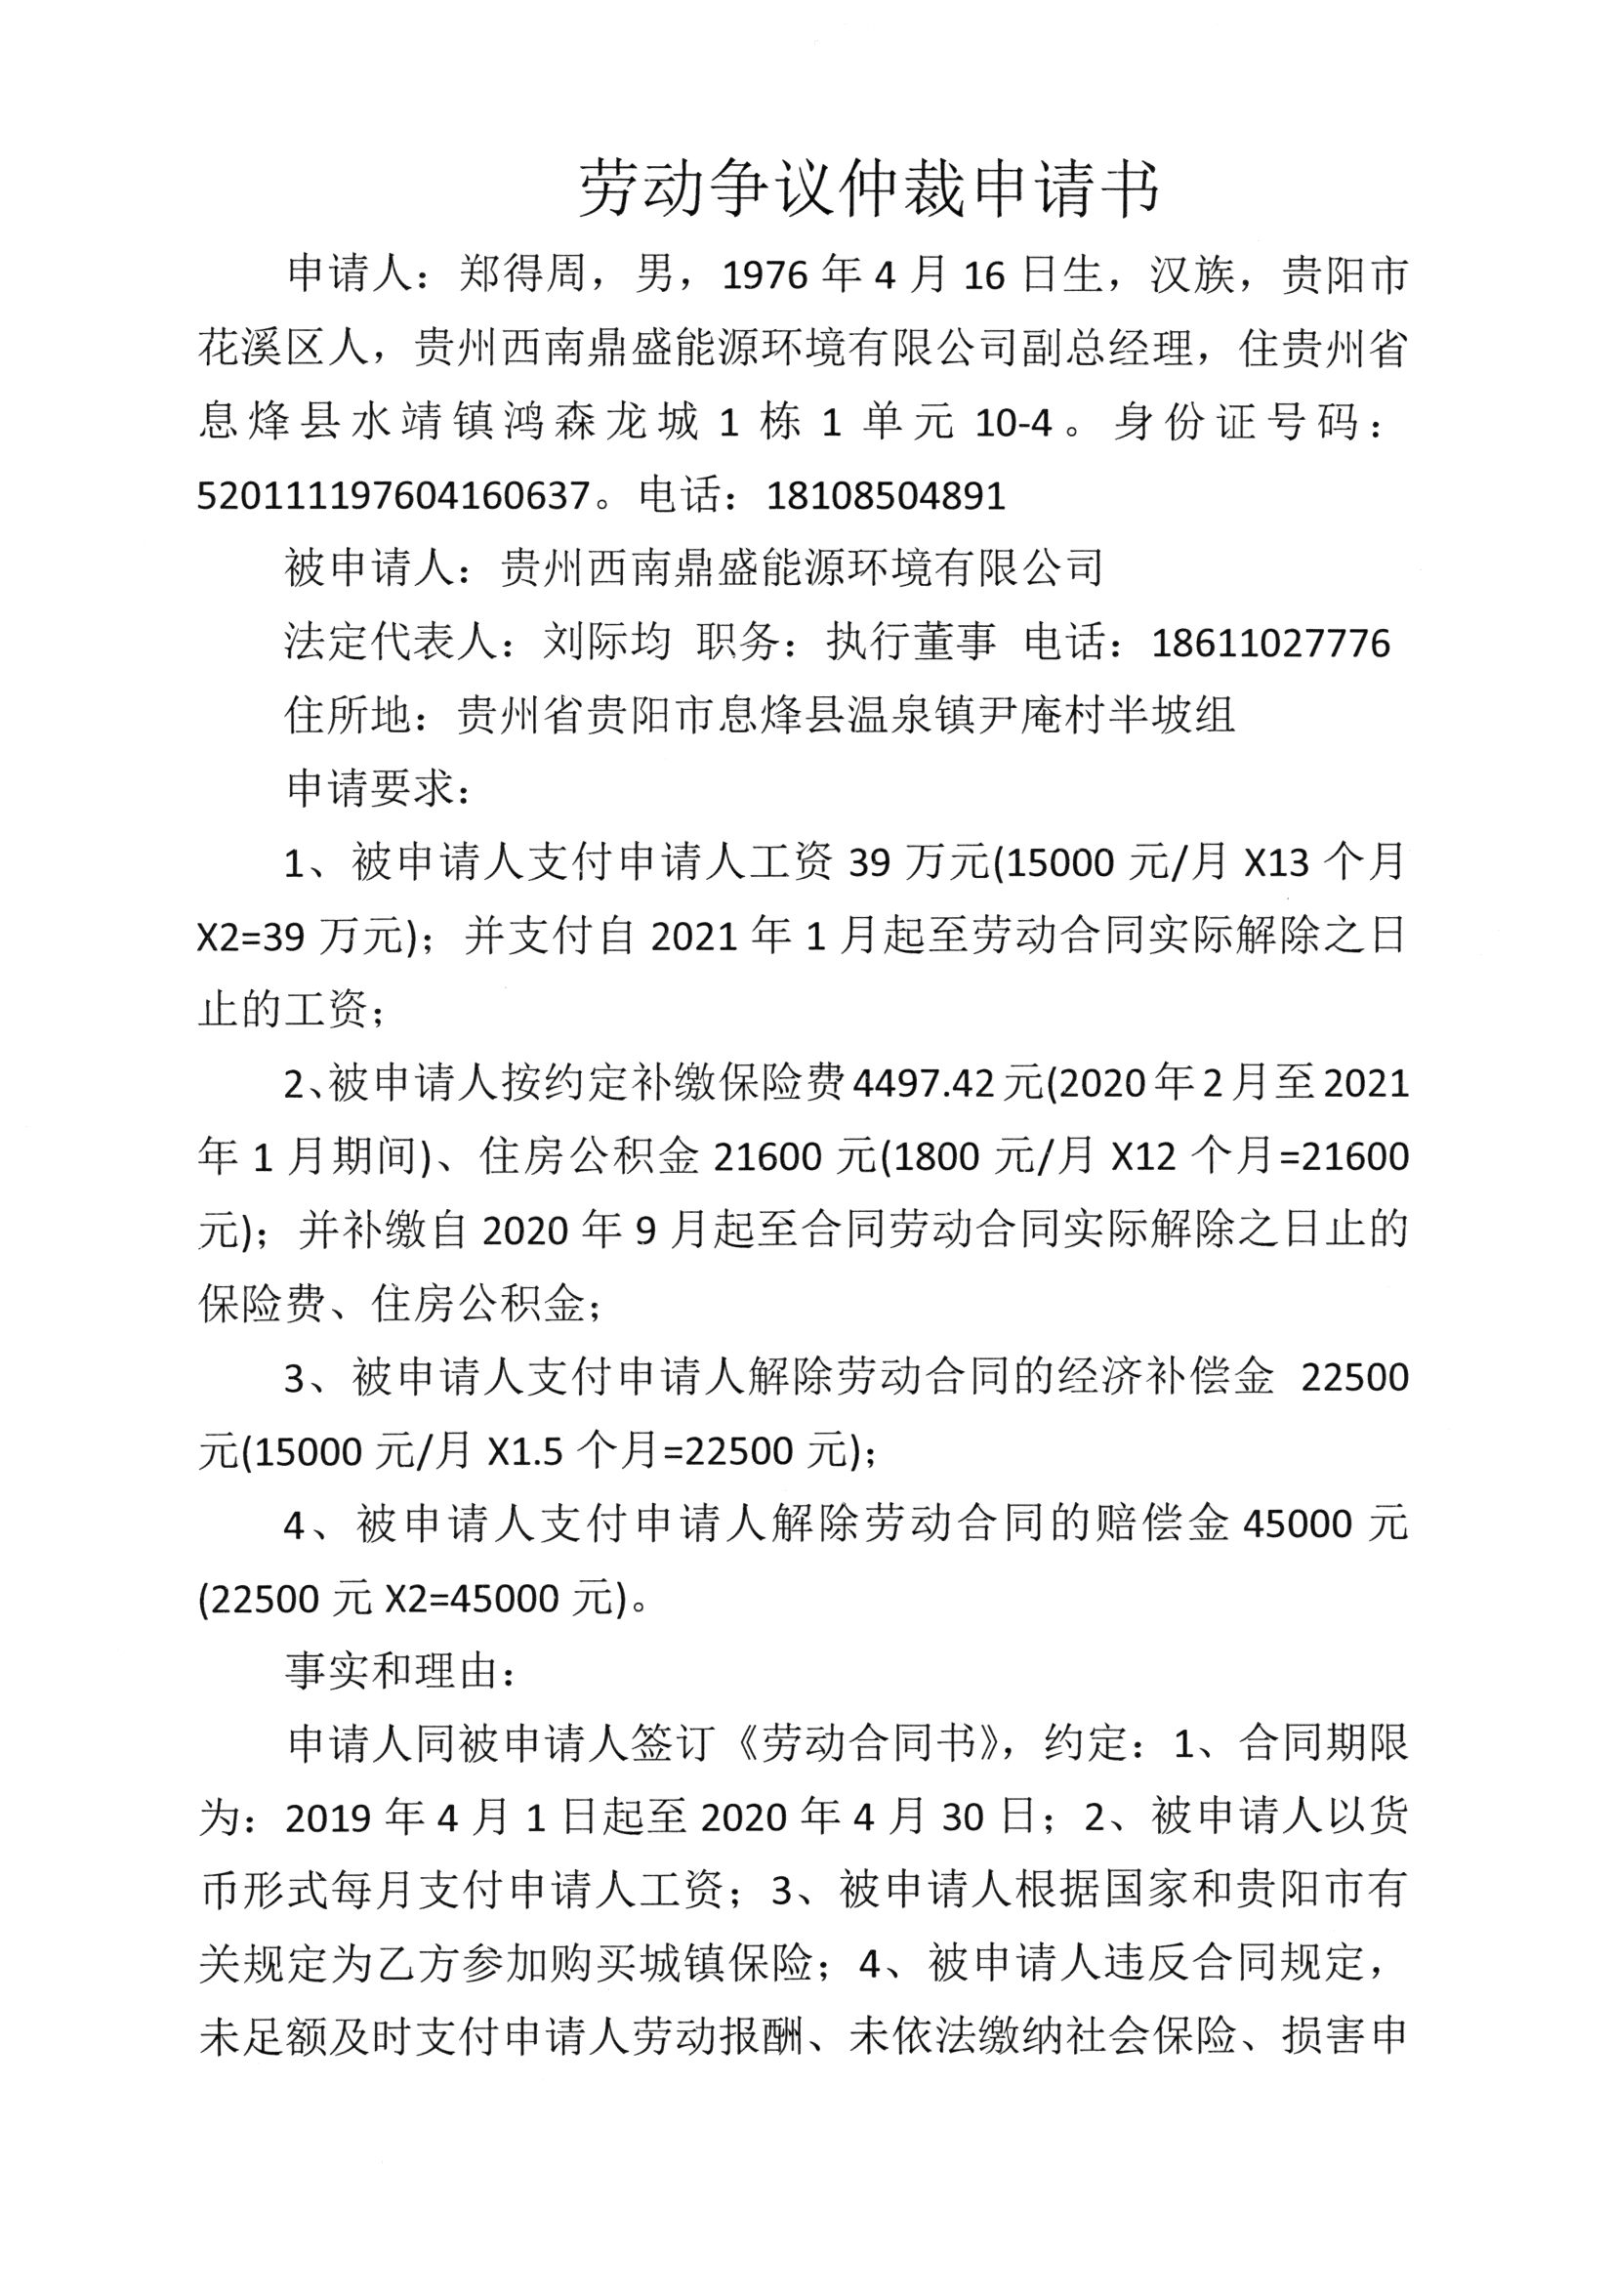 劳动争议仲裁申请书
申请人：郑得周，男，1976 年 4 月 16 日生，汉族，贵阳市
花溪区人，贵州西南鼎盛能源环境有限公司副总经理，住贵州省
息烽县水靖镇鸿森龙城 1 栋 1 单元 10-4。身份证号码：
520111197604160637。电话：18108504891
被申请人：贵州西南鼎盛能源环境有限公司
法定代表人：刘际均 职务：执行董事 电话：18611027776
住所地：贵州省贵阳市息烽县温泉镇尹庵村半坡组
申请要求：
1、被申请人支付申请人工资 39 万元(15000 元/月 X13 个月
X2=39 万元)；并支付自 2021 年 1 月起至劳动合同实际解除之日
止的工资；
2、被申请人按约定补缴保险费 4497.42 元(2020 年 2 月至 2021
年 1 月期间)、住房公积金 21600 元(1800 元/月 X12 个月=21600
元)；并补缴自 2020 年 9 月起至合同劳动合同实际解除之日止的
保险费、住房公积金；
3、被申请人支付申请人解除劳动合同的经济补偿金 22500
元(15000 元/月 X1.5 个月=22500 元)；
4、被申请人支付申请人解除劳动合同的赔偿金 45000 元
(22500 元 X2=45000 元)。
事实和理由：
申请人同被申请人签订《劳动合同书》，约定：1、合同期限
为：2019 年 4 月 1 日起至 2020 年 4 月 30 日；2、被申请人以货
币形式每月支付申请人工资；3、被申请人根据国家和贵阳市有
关规定为乙方参加购买城镇保险；4、被申请人违反合同规定，
未足额及时支付申请人劳动报酬、未依法缴纳社会保险、损害申